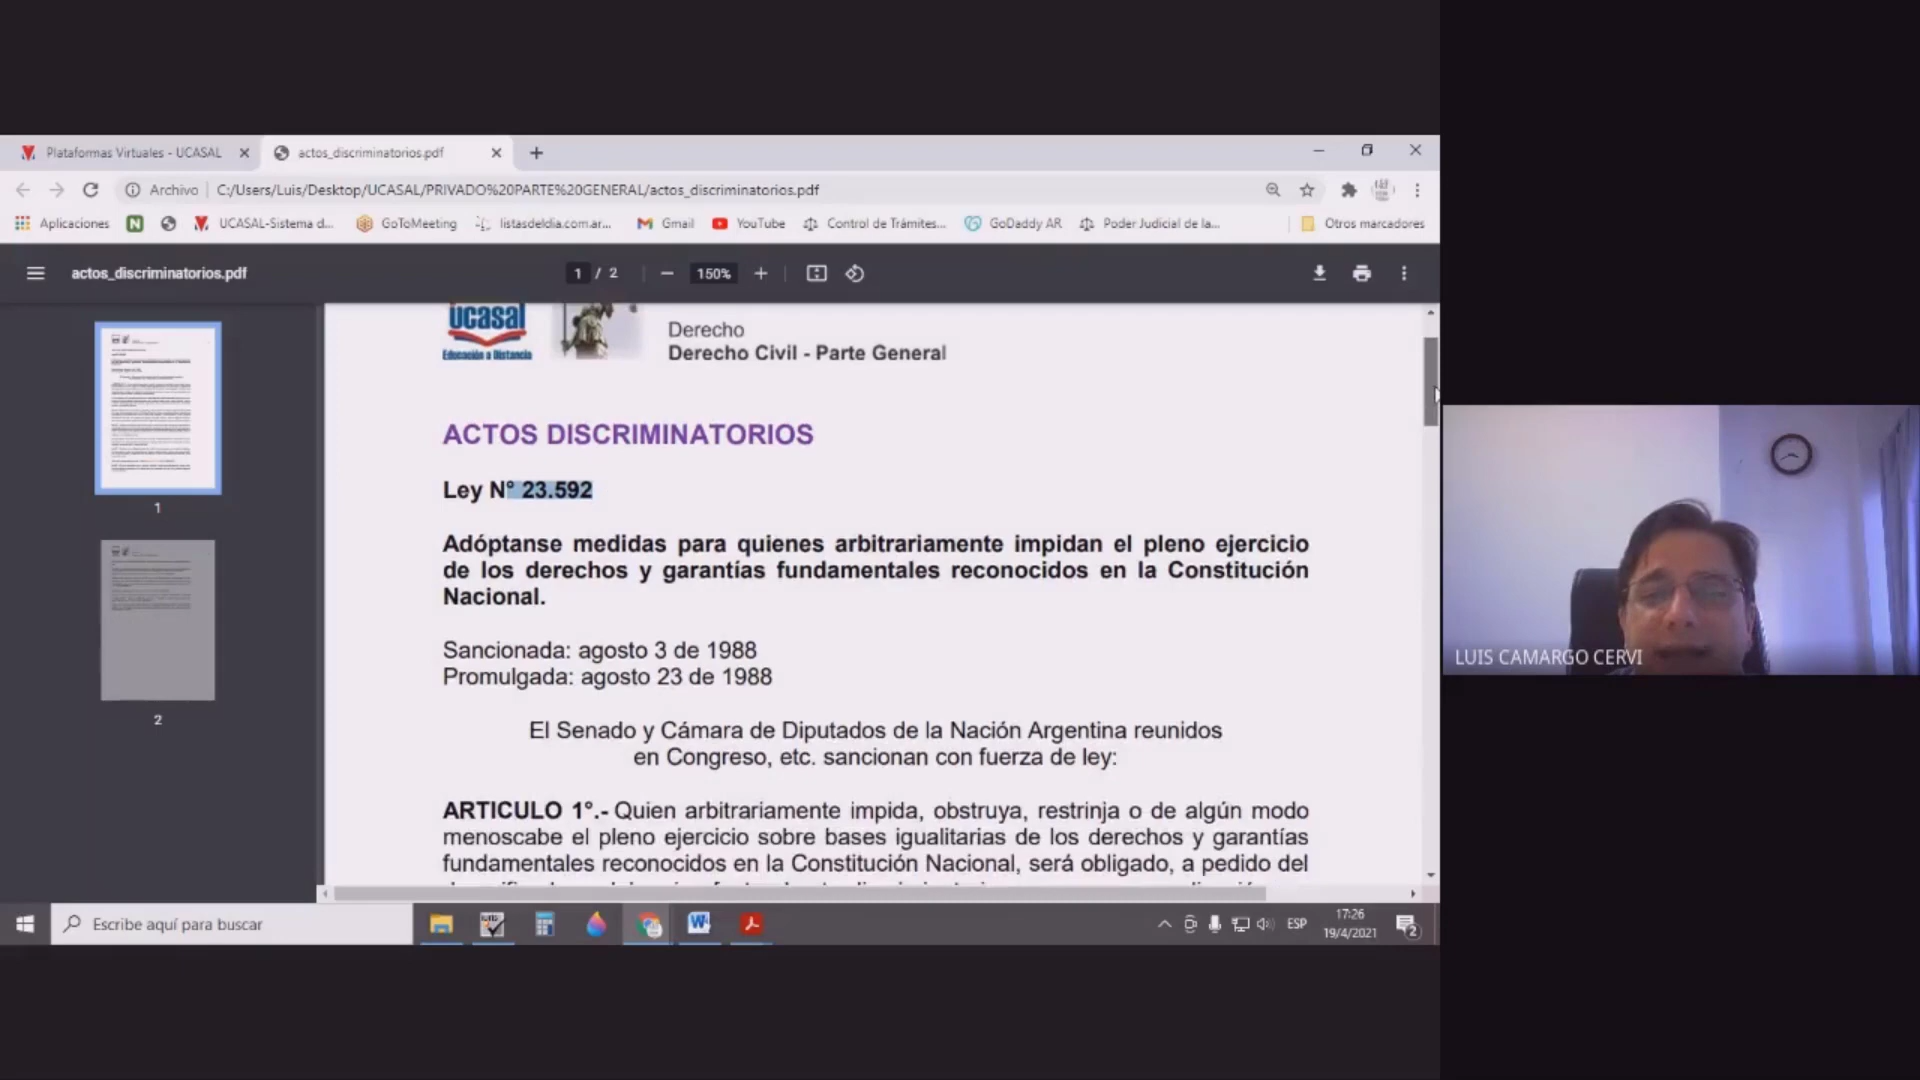 Plataformas Virtuales - UCASAL
actos_discriminatorios.pdf
Archivo
C:/Users/Luis/Desktop/UCASAL/PRIVADO%20PARTE%20GENERAL/actos_discriminatorios.pdf
Aplicaciones
UCASAL-Sistema d...
GoToMeeting
listasdeldia.com.ar...
Gmail
YouTube
Control de Trámites...
GoDaddy AR
Poder Judicial de la...
Otros marcadores
actos_discriminatorios.pdf
1 / 2
150%
1
2
ucasal
Educación a Distancia
Derecho
Derecho Civil - Parte General
ACTOS DISCRIMINATORIOS
Ley N° 23.592
Adóptanse medidas para quienes arbitrariamente impidan el pleno ejercicio
de los derechos y garantías fundamentales reconocidos en la Constitución
Nacional.
Sancionada: agosto 3 de 1988
Promulgada: agosto 23 de 1988
El Senado y Cámara de Diputados de la Nación Argentina reunidos
en Congreso, etc. sancionan con fuerza de ley:
ARTICULO 1°.- Quien arbitrariamente impida, obstruya, restrinja o de algún modo
menoscabe el pleno ejercicio sobre bases igualitarias de los derechos y garantías
fundamentales reconocidos en la Constitución Nacional, será obligado, a pedido del
LUIS CAMARGO CERVI
Escribe aquí para buscar
ESP
17:26
19/4/2021
2